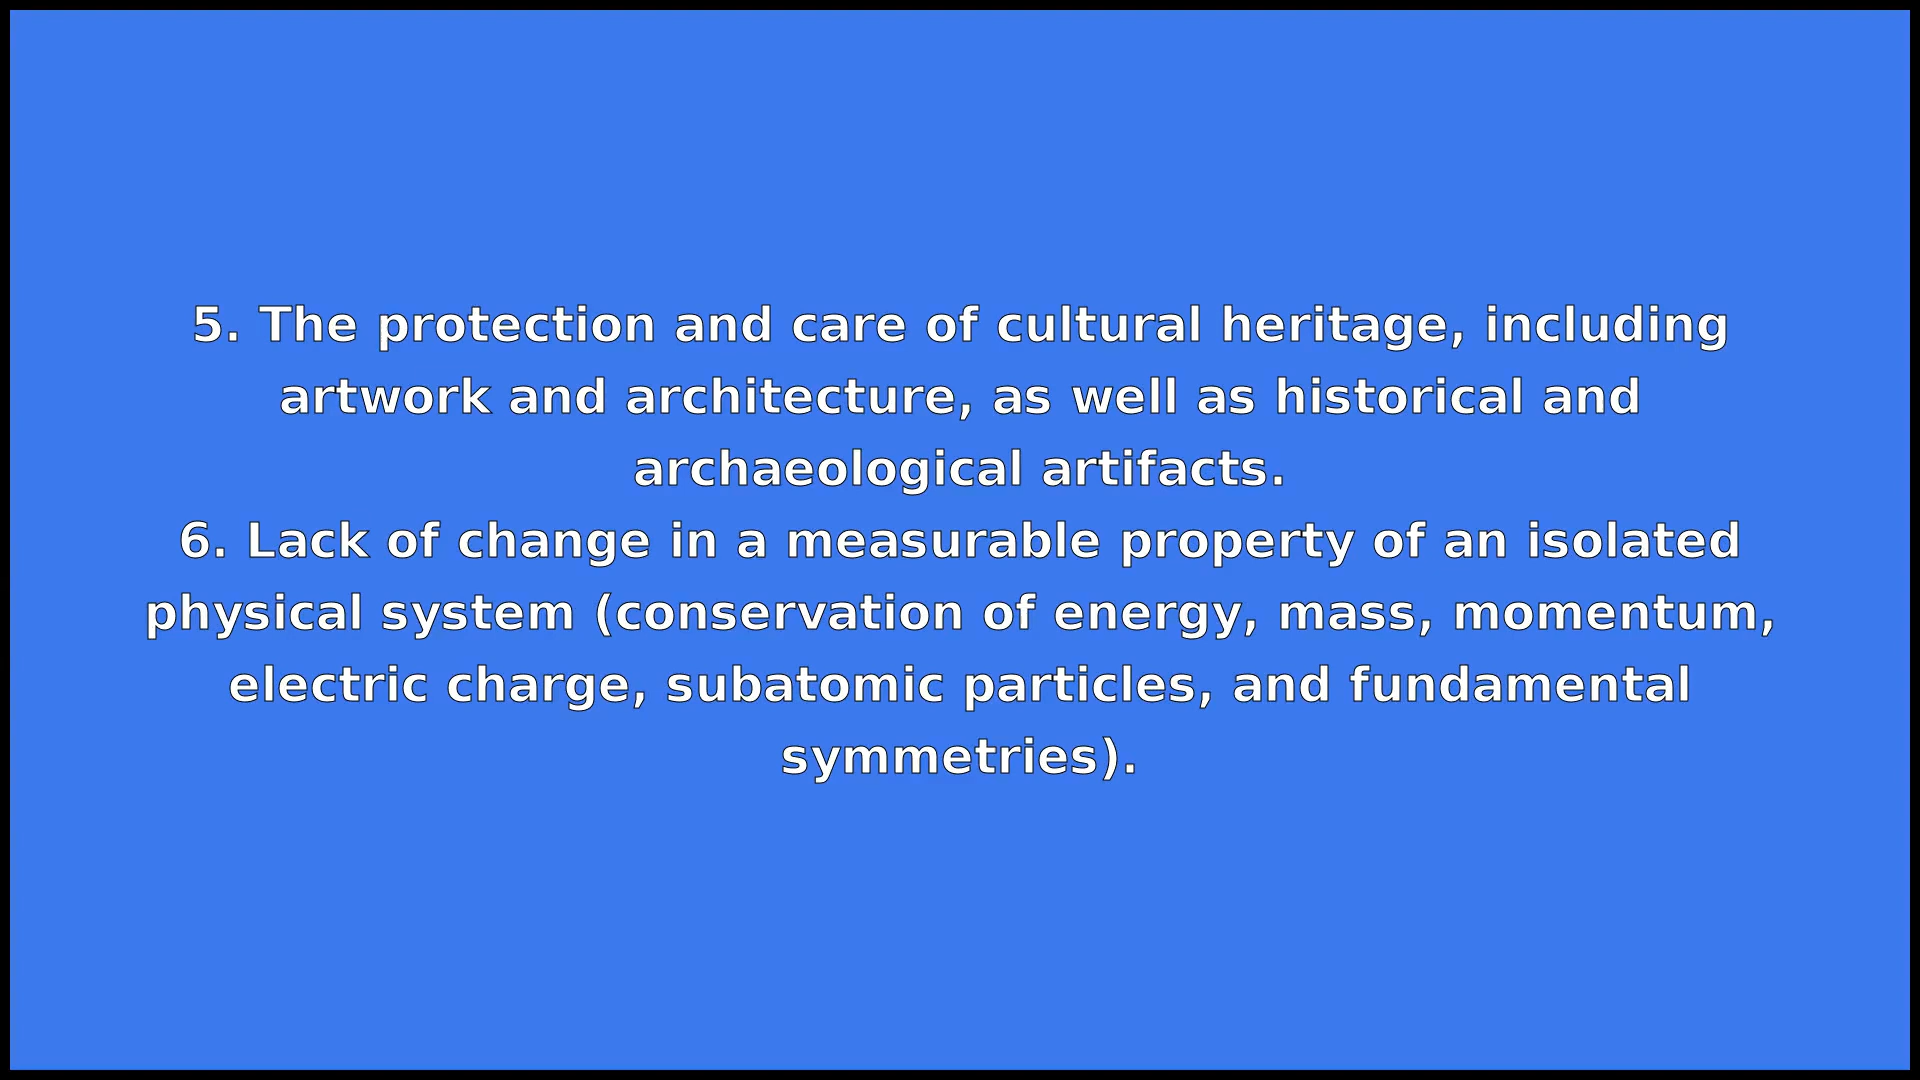 5. The protection and care of cultural heritage, including
artwork and architecture, as well as historical and
archaeological artifacts.
6. Lack of change in a measurable property of an isolated
physical system (conservation of energy, mass, momentum,
electric charge, subatomic particles, and fundamental
symmetries).